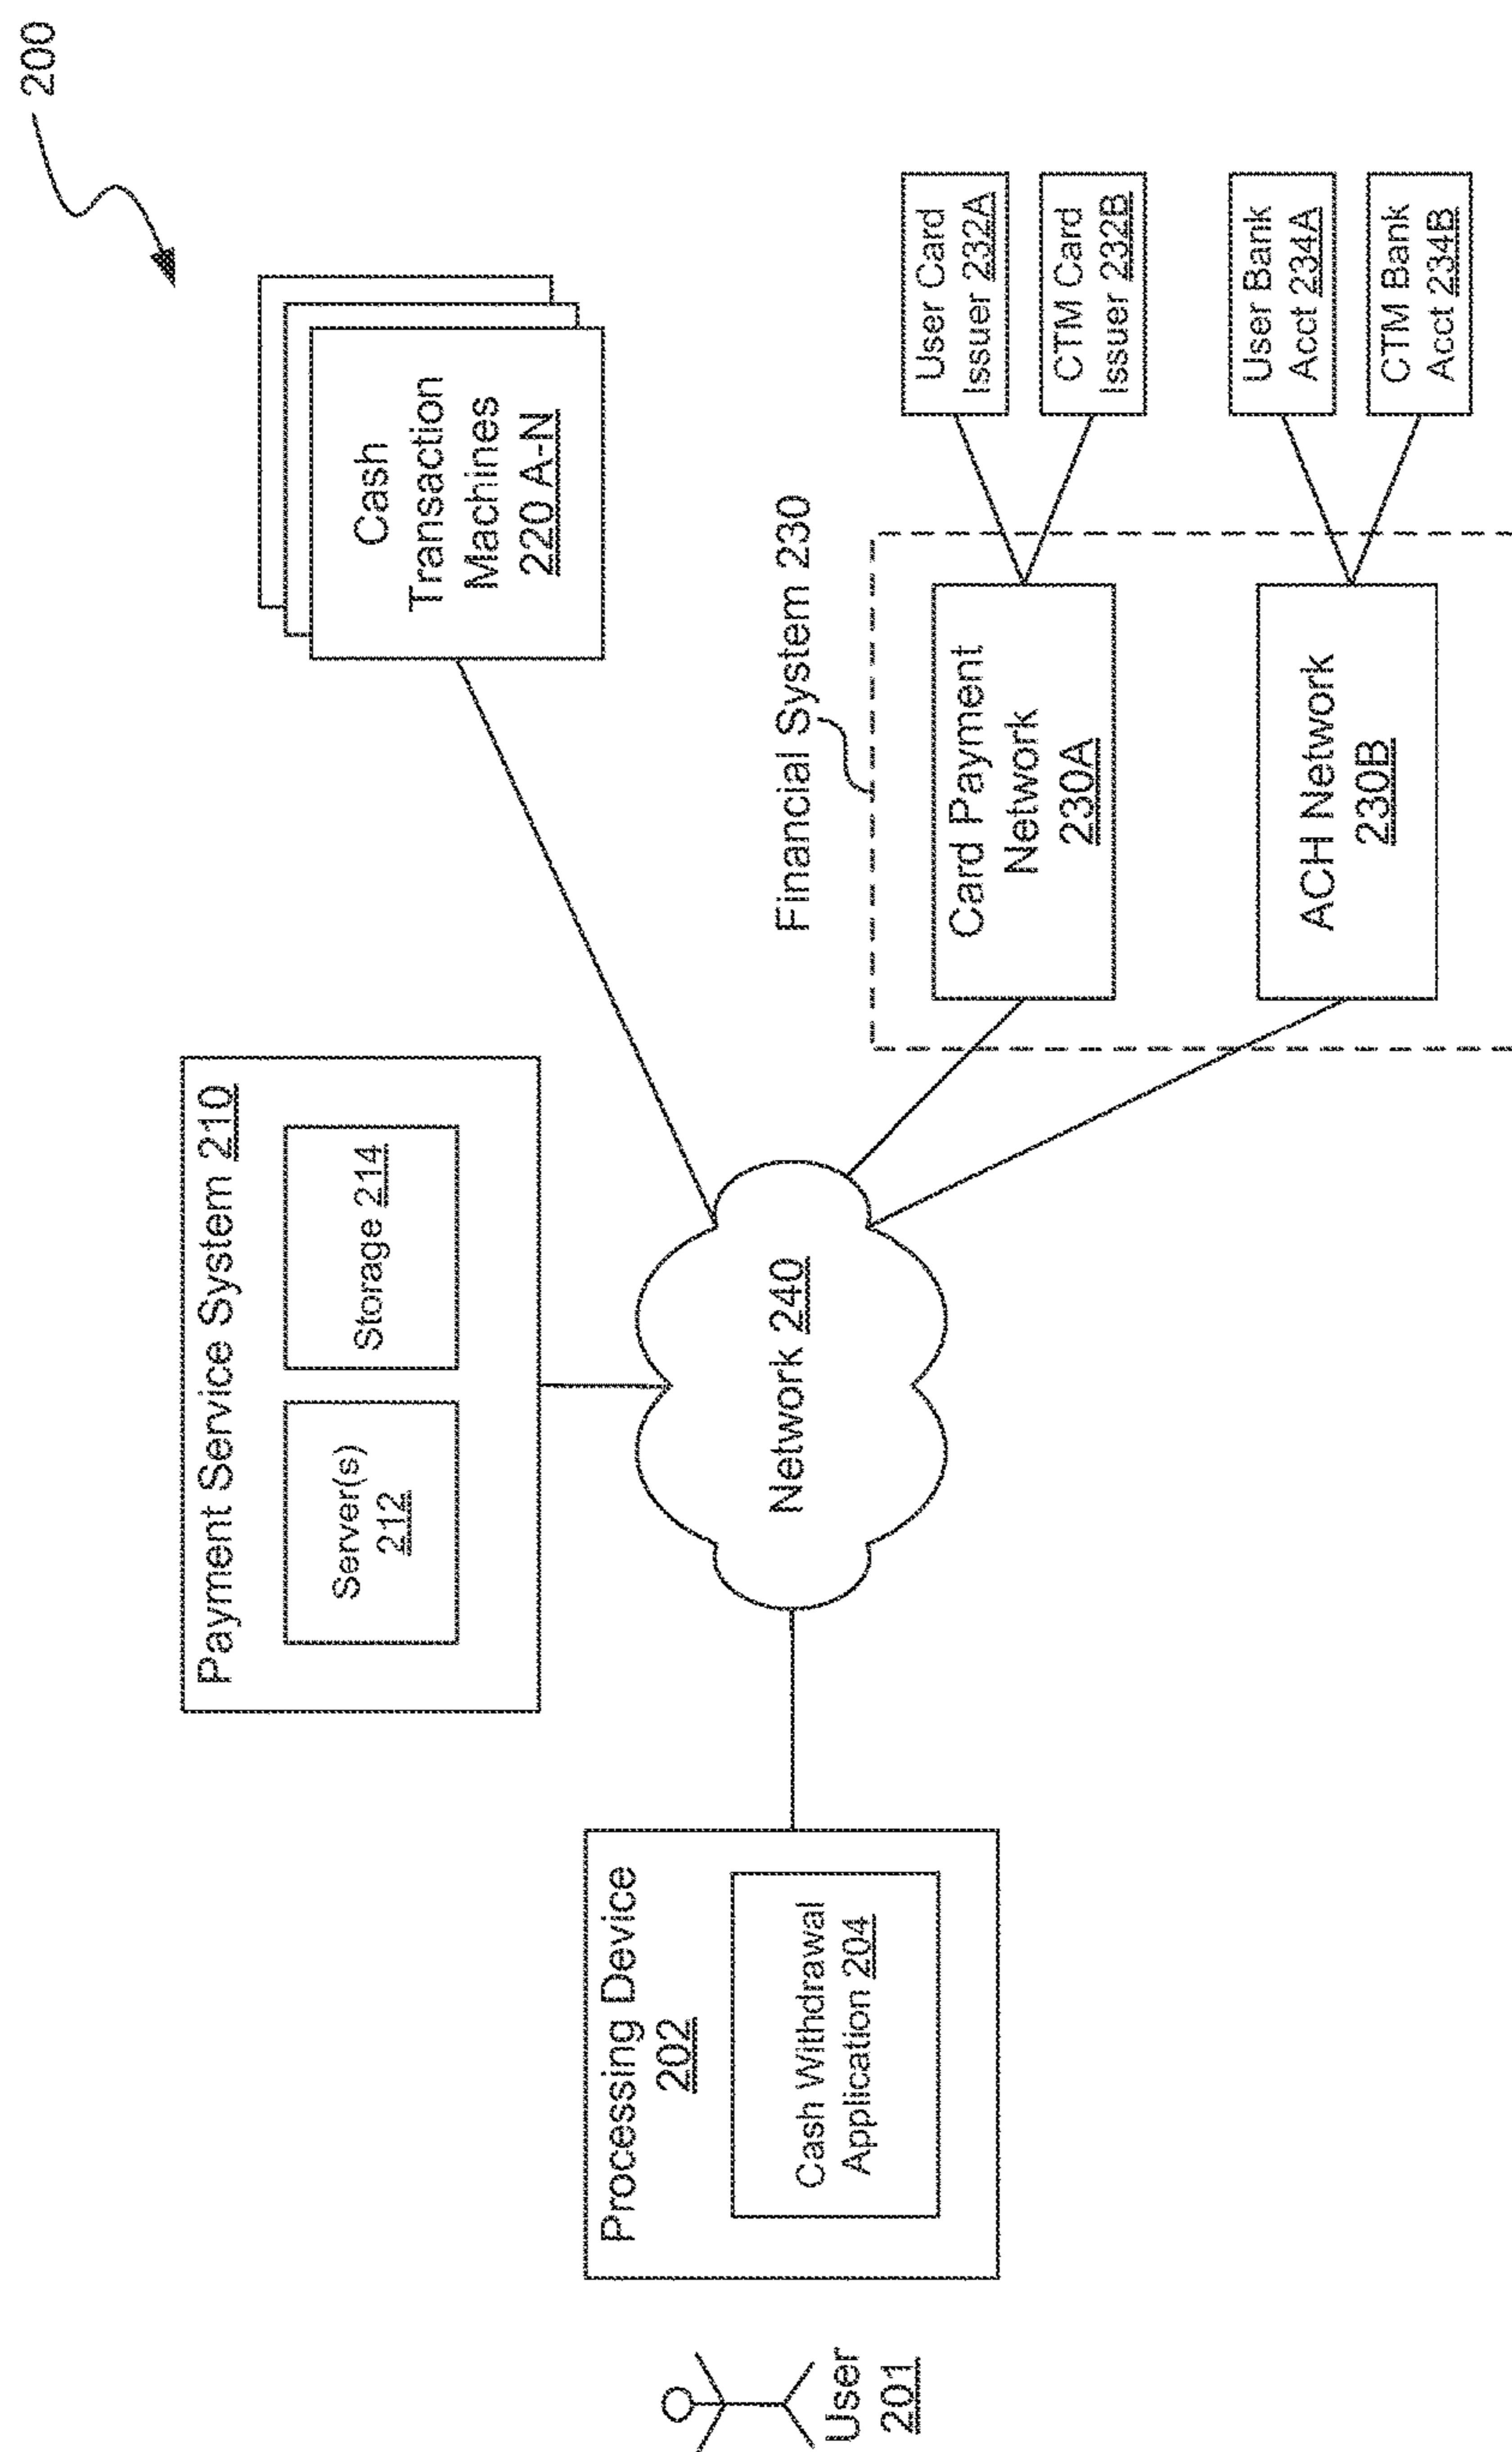 200
Payment Service System 210
Server(s)
212
Storage 214
Cash
Transaction
Machines
220 A-N
User
201
Processing Device
202
Cash Withdrawal
Application 204
Network 240
Financial System 230
Card Payment
Network
230A
ACH Network
230B
User Card
Issuer 232A
CTM Card
Issuer 232B
User Bank
Acct 234A
CTM Bank
Acct 234B